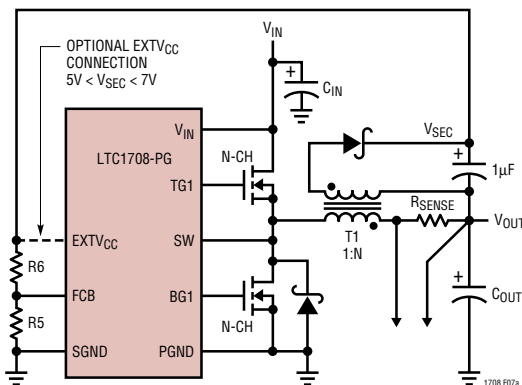 VIN
OPTIONAL EXTVCC
CONNECTION
5V < VSEC < 7V
+
CIN
VIN
LTC1708-PG
N-CH
VSEC
TG1
+
1μF
RSENSE
VOUT
T1
1:N
EXTVCC
SW
R6
+
COUT
FCB
BG1
R5
N-CH
SGND
PGND
1708 F07a